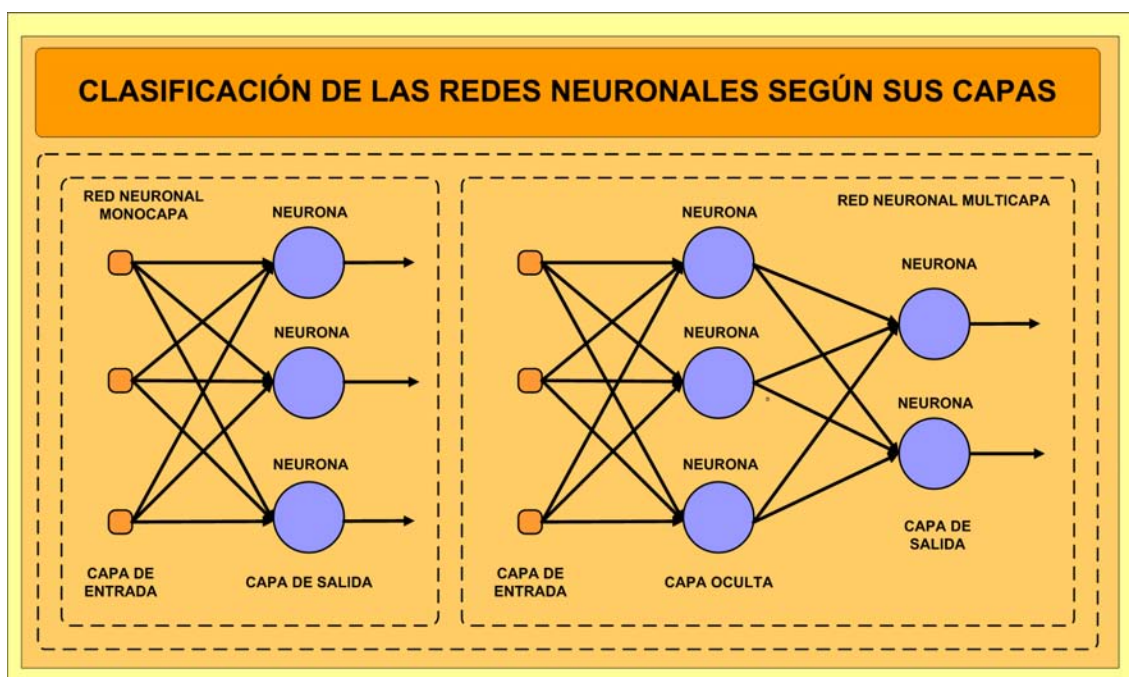 CLASIFICACIÓN DE LAS REDES NEURONALES SEGÚN SUS CAPAS
RED NEURONAL
MONOCAPA
NEURONA
NEURONA
NEURONA
CAPA DE
ENTRADA
CAPA DE SALIDA
RED NEURONAL MULTICAPA
NEURONA
NEURONA
NEURONA
NEURONA
NEURONA
CAPA DE
ENTRADA
CAPA OCULTA
CAPA DE
SALIDA